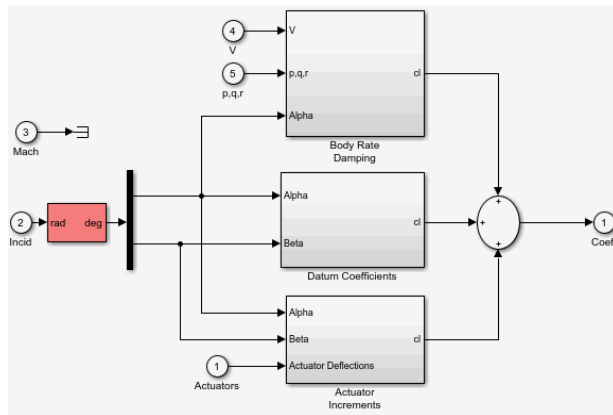 4
V
V
5
p,q,r
p,q,r
cl
Alpha
Body Rate
Damping
3
Mach
2
Incid
rad deg
Alpha
cl
Beta
Datum Coefficients
+
+
+
1
Coef
Alpha
Beta
cl
Actuator Deflections
1
Actuators
Actuator
Increments